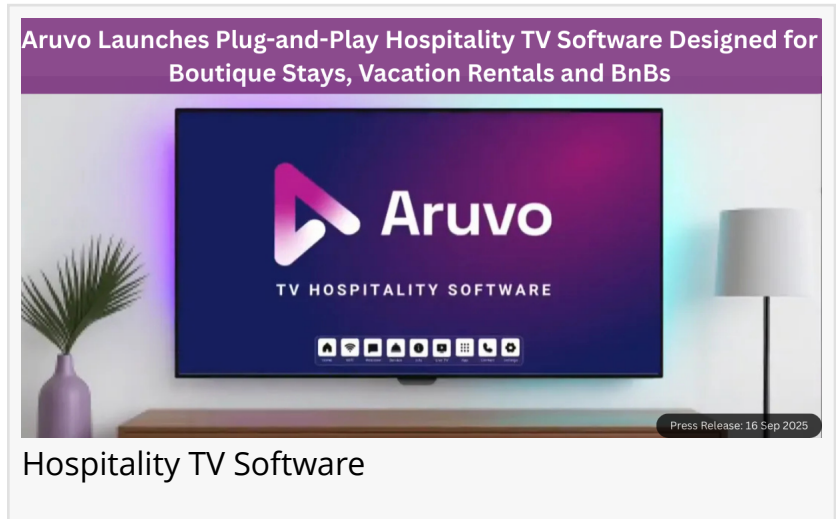 Aruvo Launches Plug-and-Play Hospitality TV Software Designed for
Boutique Stays, Vacation Rentals and BnBs
Aruvo
TV HOSPITALITY SOFTWARE
Press Release: 16 Sep 2025
Hospitality TV Software